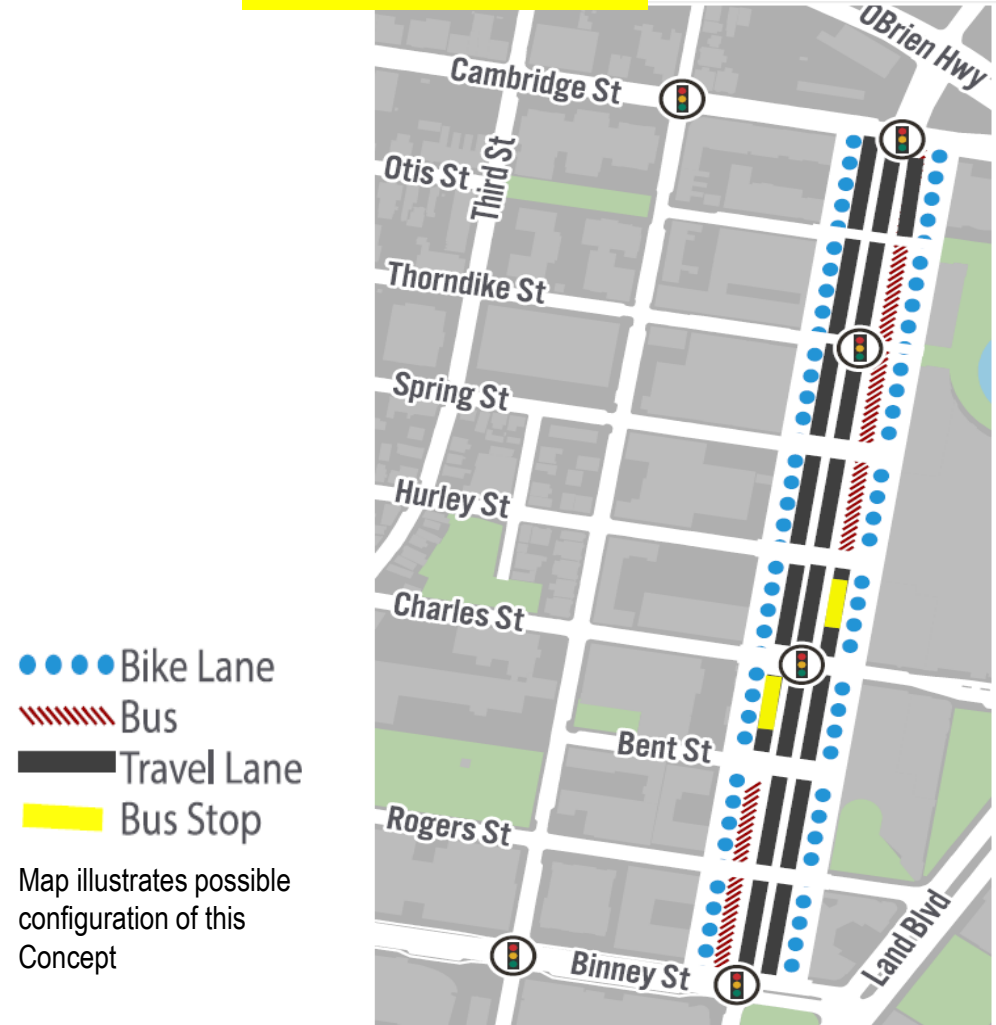 OBrien Hwy
Cambridge St
Third St
Otis St
Thorndike St
Spring St
Hurley St
Charles St
Bike Lane
Bus
Bent St
Travel Lane
Bus Stop
Rogers St
Map illustrates possible
configuration of this
Concept
Land Blvd
Binney St